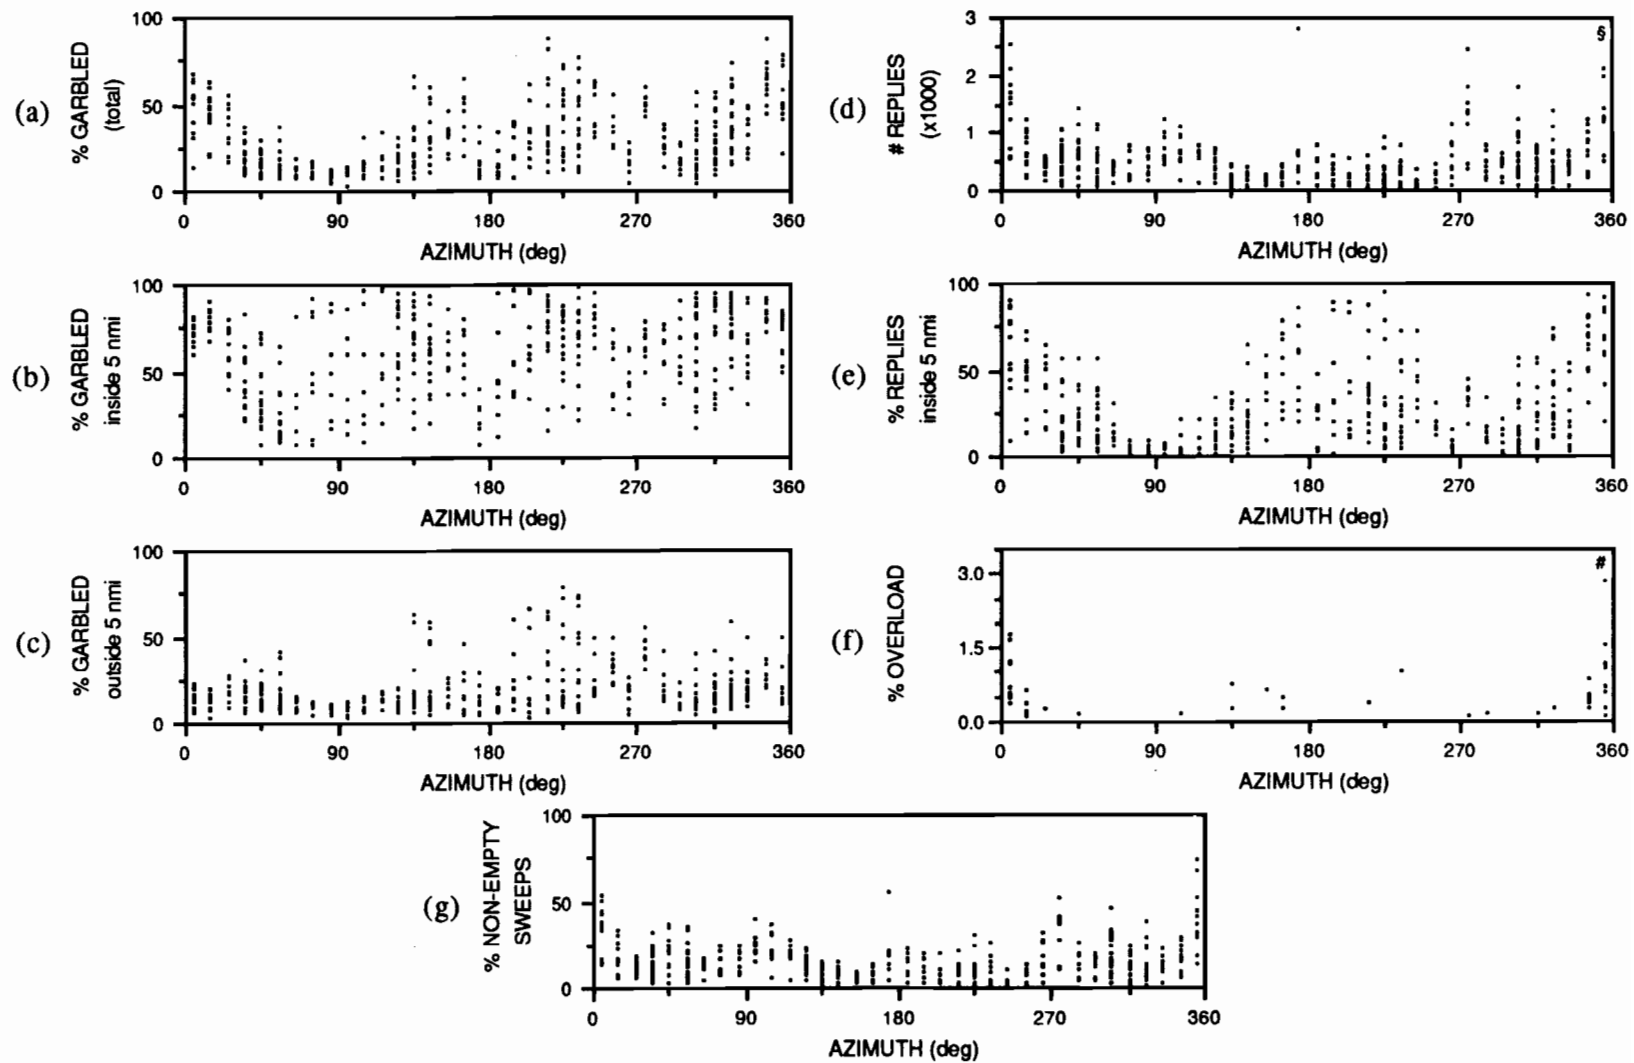 (a)
% GARBLED
(total)
100
50
0
0 90 180 270 360
AZIMUTH (deg)
(b)
% GARBLED
inside 5 nmi
100
50
0
0 90 180 270 360
AZIMUTH (deg)
(c)
% GARBLED
outside 5 nmi
100
50
0
0 90 180 270 360
AZIMUTH (deg)
(d)
# REPLIES
(x1000)
3
2
1
0
§
0 90 180 270 360
AZIMUTH (deg)
(e)
% REPLIES
inside 5 nmi
100
50
0
0 90 180 270 360
AZIMUTH (deg)
(f)
% OVERLOAD
3.0
1.5
0.0
#
0 90 180 270 360
AZIMUTH (deg)
(g)
% NON-EMPTY
SWEEPS
100
50
0
0 90 180 270 360
AZIMUTH (deg)